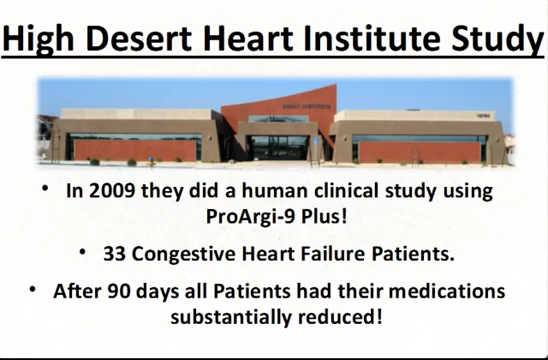 High Desert Heart Institute Study
HEART INSTITUTE
• In 2009 they did a human clinical study using
ProArgi-9 Plus!
• 33 Congestive Heart Failure Patients.
• After 90 days all Patients had their medications
substantially reduced!